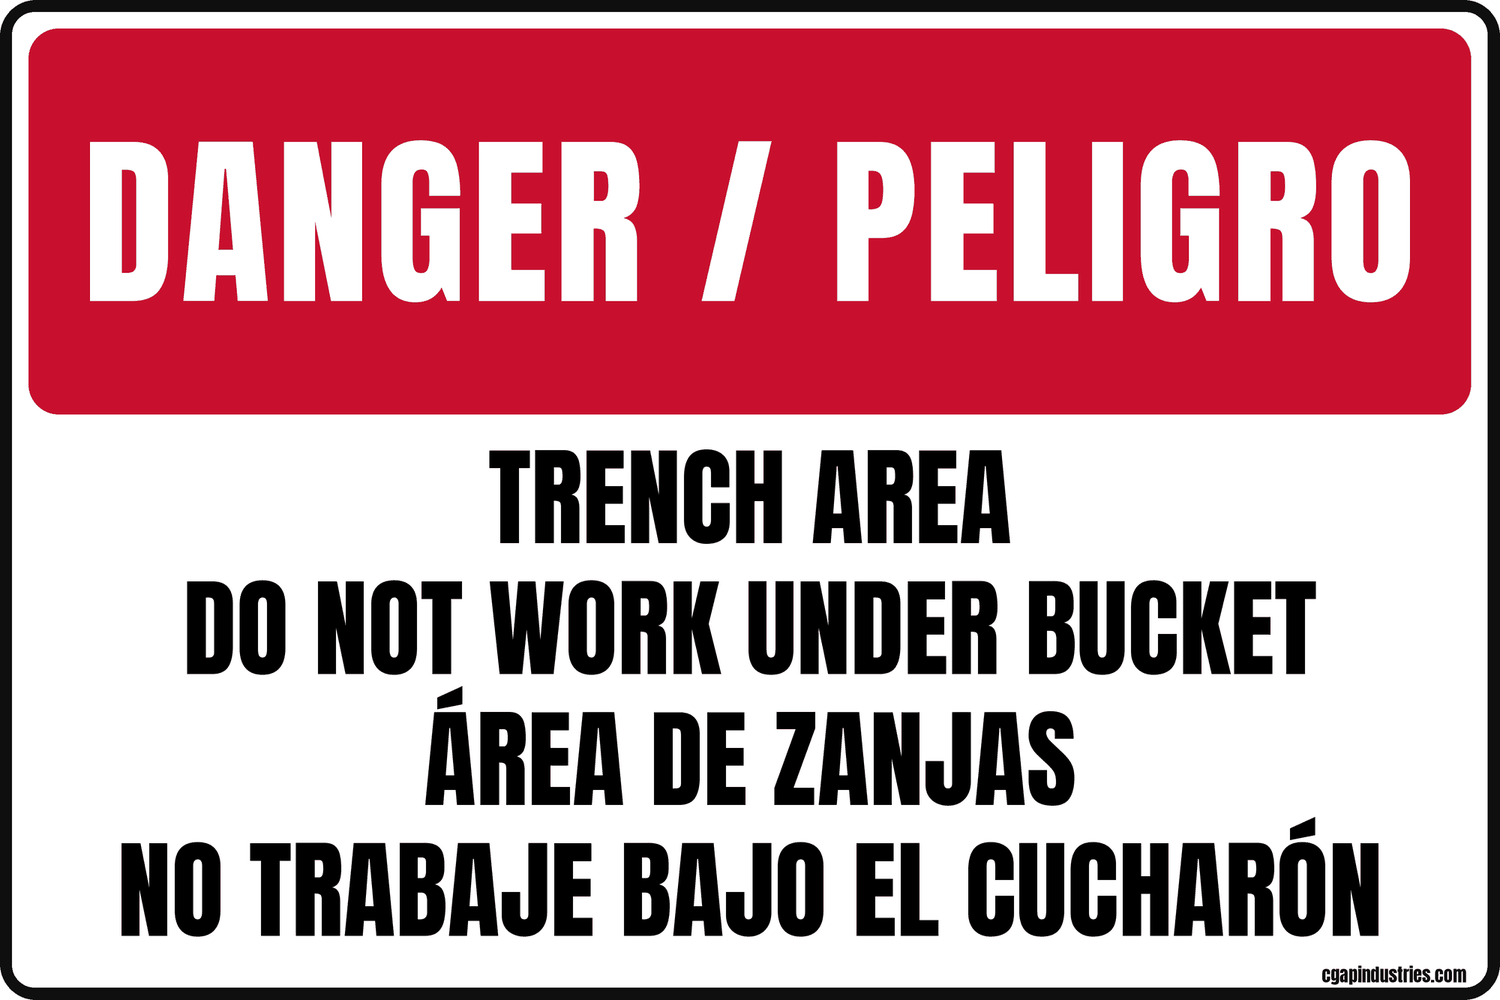 DANGER / PELIGRO
TRENCH AREA
DO NOT WORK UNDER BUCKET
ÁREA DE ZANJAS
NO TRABAJE BAJO EL CUCHARÓN
cgapindustries.com